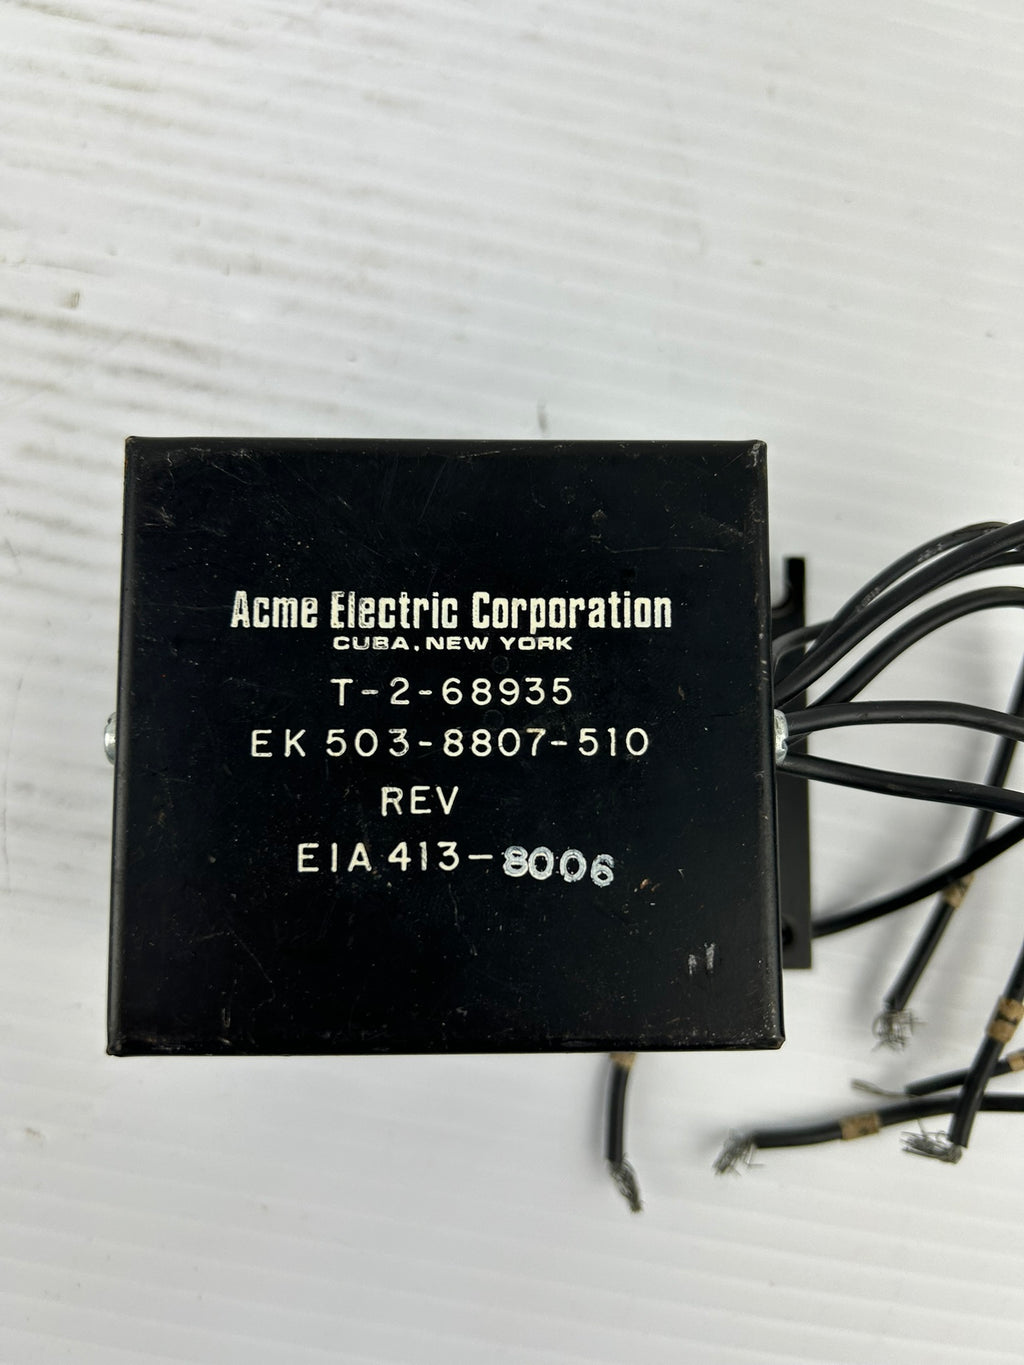 Acme Electric Corporation
CUBA, NEW YORK
T-2-68935
EK 503-8807-510
REV
EIA 413-8006